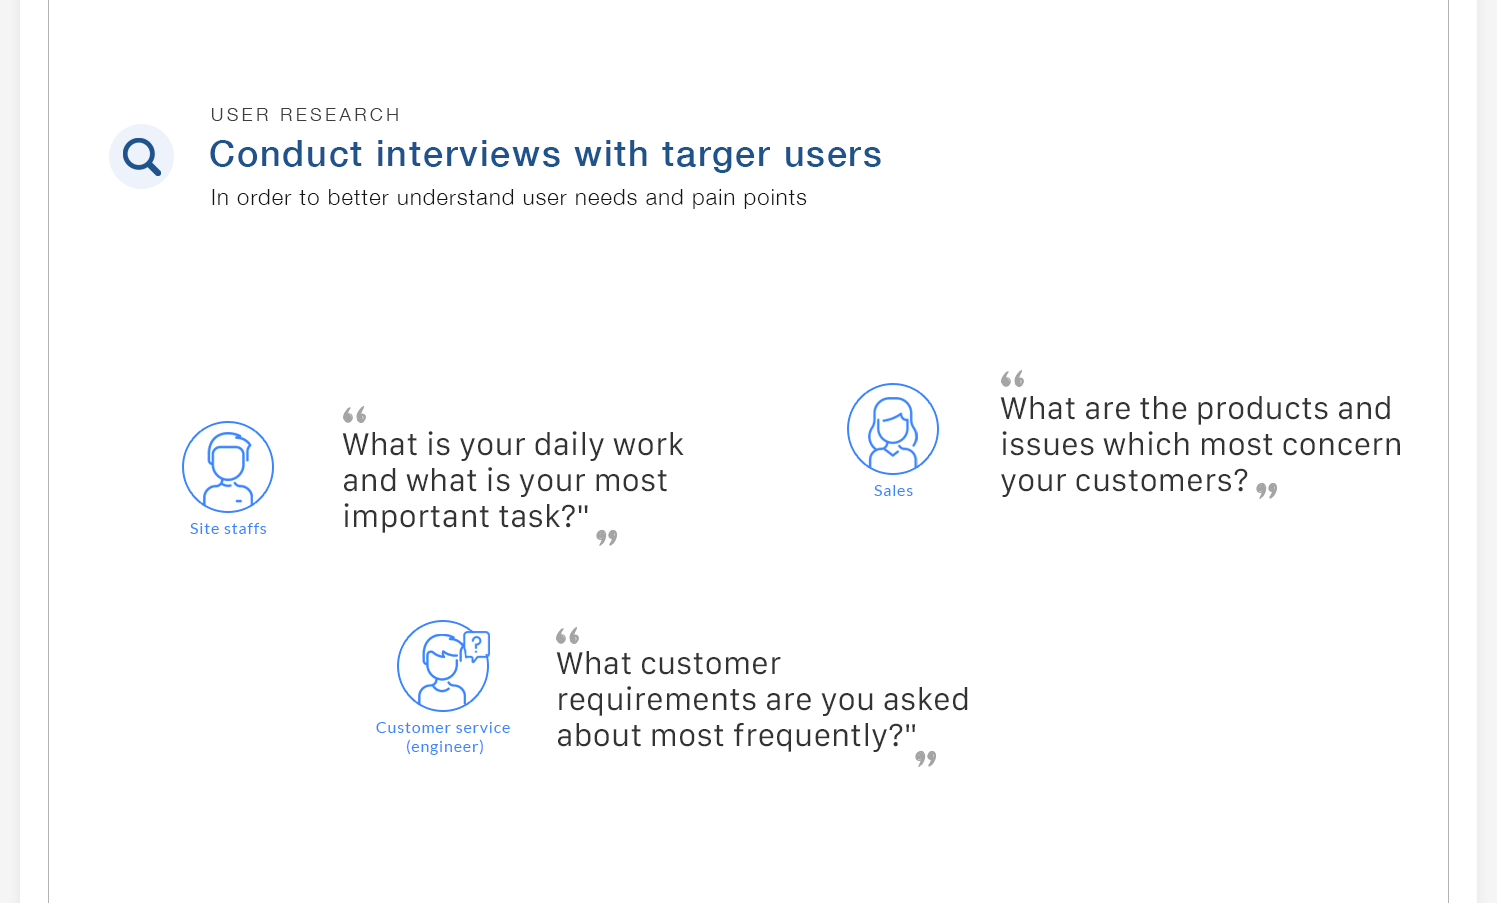 USER RESEARCH
Conduct interviews with targer users
In order to better understand user needs and pain points
“
What is your daily work
and what is your most
important task?"
”
Site staffs
“
What are the products and
issues which most concern
your customers? ”
Sales
?
“
What customer
requirements are you asked
about most frequently?"
”
Customer service
(engineer)